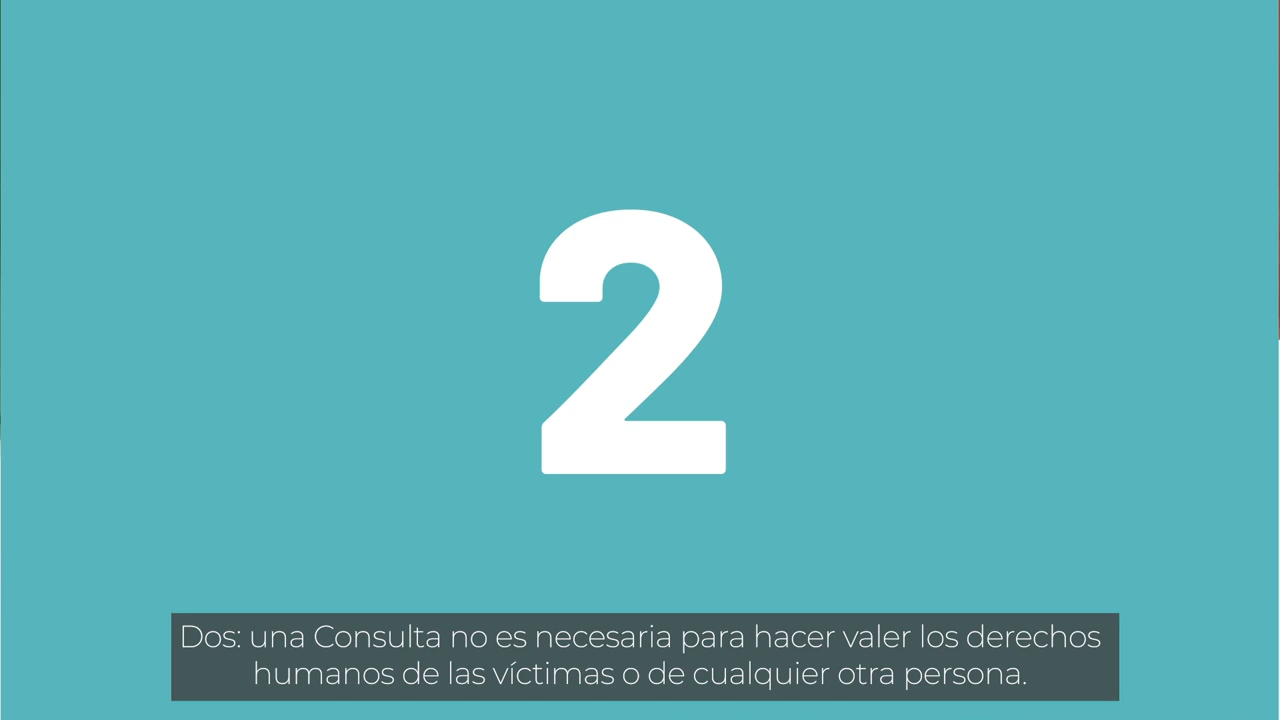 2
Dos: una Consulta no es necesaria para hacer valer los derechos
humanos de las víctimas o de cualquier otra persona.